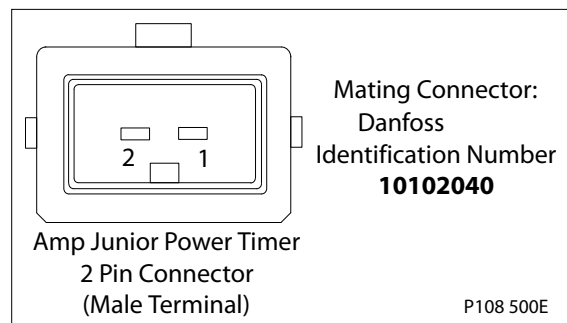 2 1
Mating Connector:
Danfoss
Identification Number
10102040
Amp Junior Power Timer
2 Pin Connector
(Male Terminal)
P108 500E